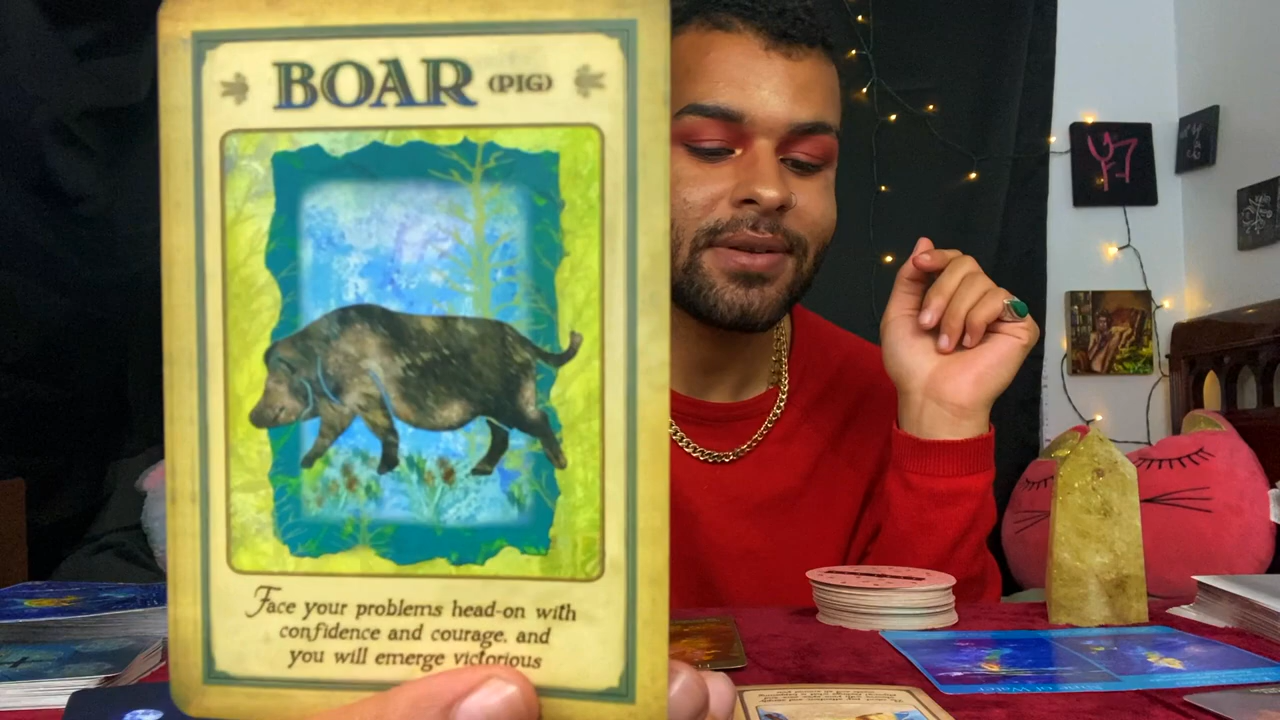 BOAR (PIG)
Face your problems head-on with
confidence and courage, and
you will emerge victorious